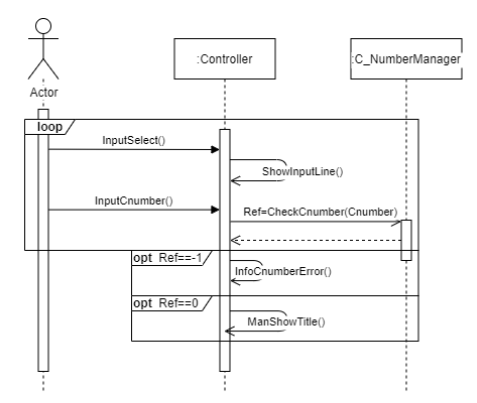 :Controller
:C_NumberManager
Actor
loop
InputSelect()
ShowInputLine()
InputCnumber()
Ref=CheckCnumber(Cnumber)
opt Ref==-1
InfoCnumberError()
opt Ref==0
ManShowTitle()